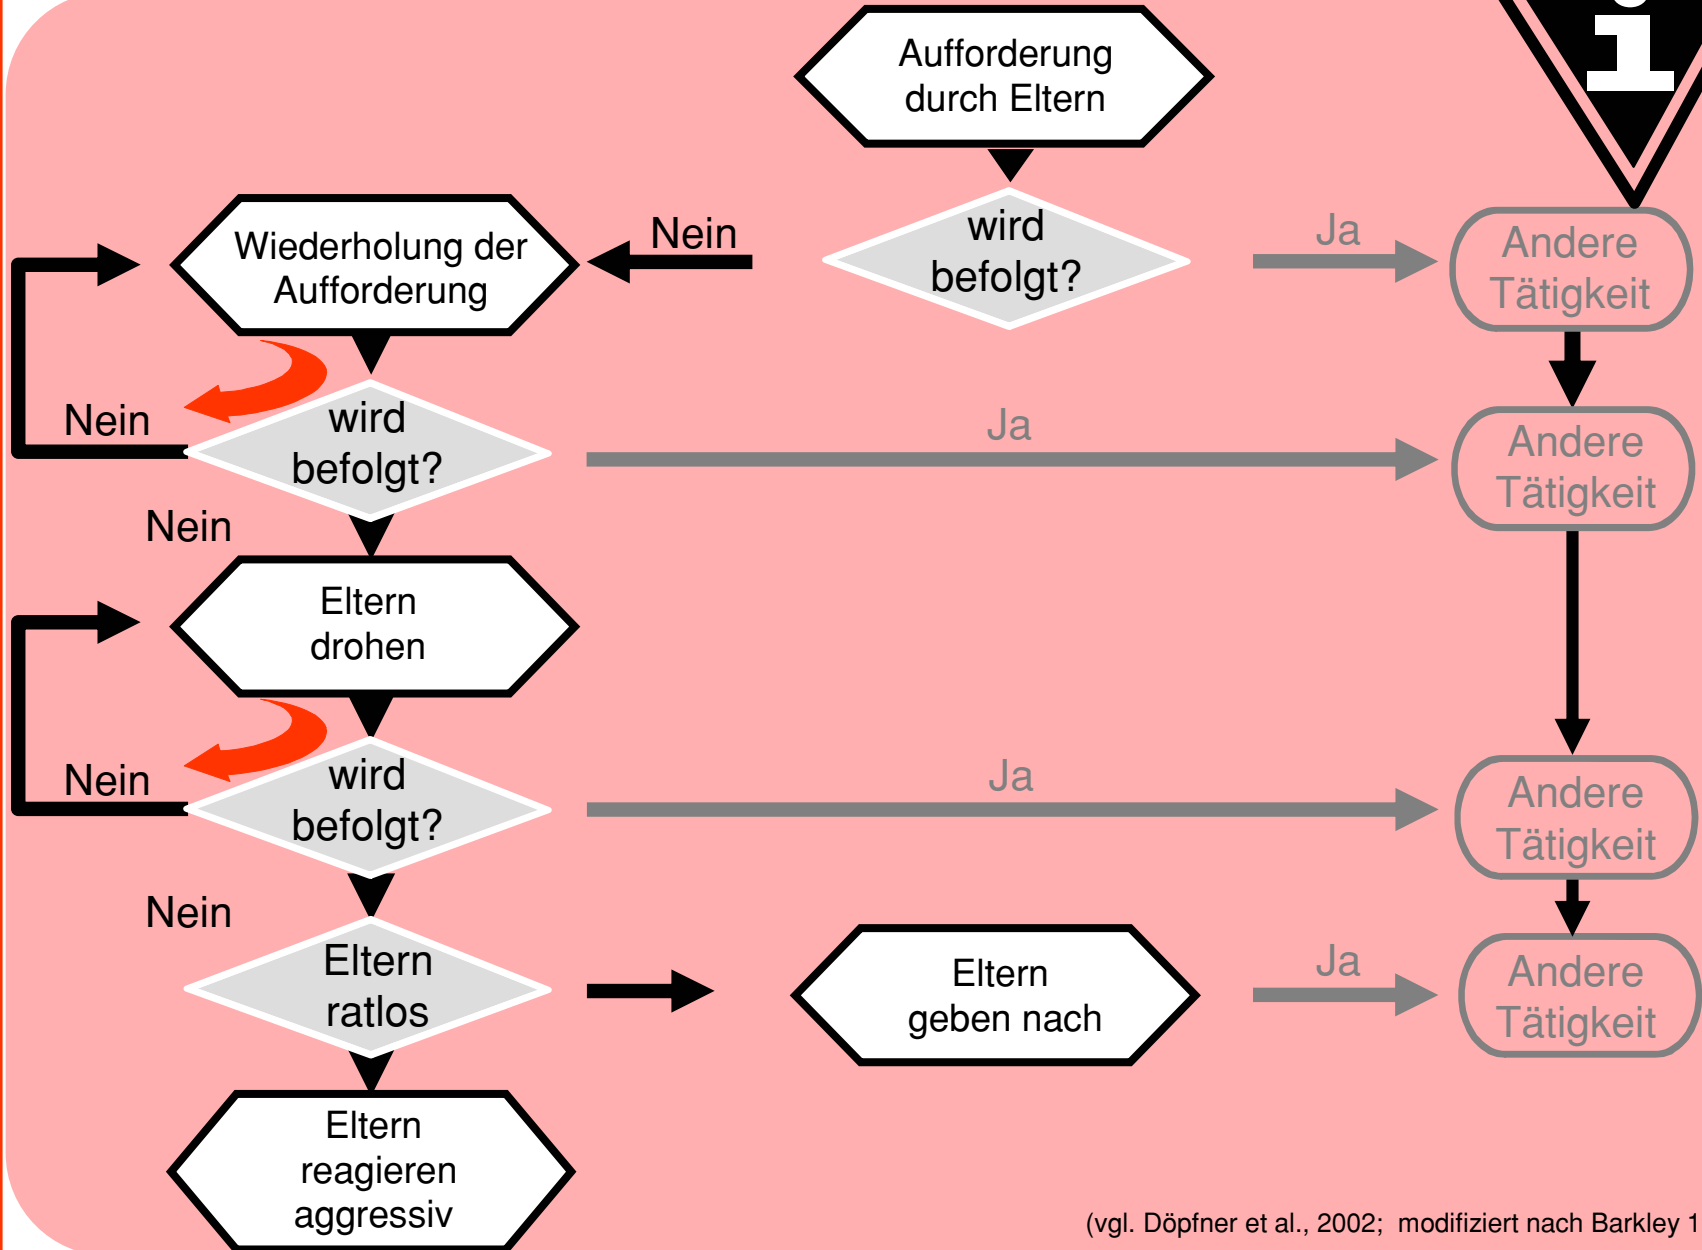 i
Aufforderung
durch Eltern
wird
befolgt?
Nein
Ja
Wiederholung der
Aufforderung
Andere
Tätigkeit
Nein
wird
befolgt?
Ja
Andere
Tätigkeit
Nein
Eltern
drohen
Nein
wird
befolgt?
Ja
Andere
Tätigkeit
Nein
Eltern
ratlos
Eltern
geben nach
Ja
Andere
Tätigkeit
Eltern
reagieren
aggressiv
(vgl. Döpfner et al., 2002; modifiziert nach Barkley 1